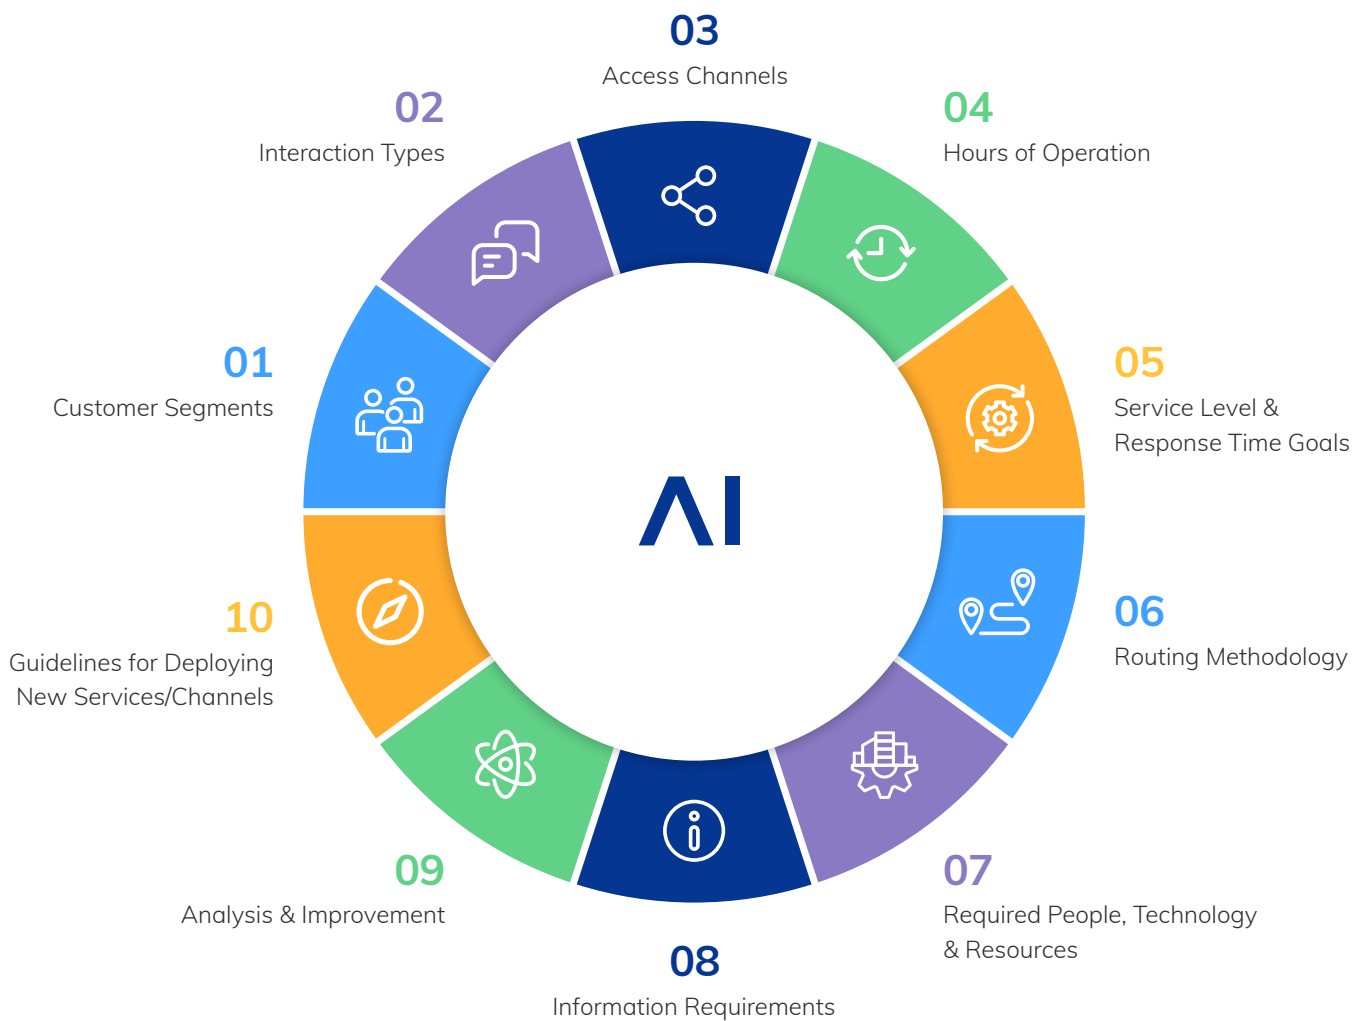 03
Access Channels
02
Interaction Types
04
Hours of Operation
01
Customer Segments
05
Service Level &
Response Time Goals
AI
10
Guidelines for Deploying
New Services/Channels
06
Routing Methodology
09
Analysis & Improvement
07
Required People, Technology
& Resources
08
Information Requirements